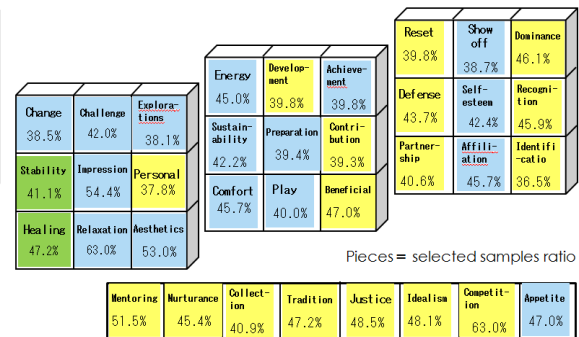 Change
38.5%
Challenge
42.0%
Explora-
tions
38.1%
Stability
41.1%
Impression
54.4%
Personal
37.8%
Healing
47.2%
Relaxation
63.0%
Aesthetics
53.0%
Energy
45.0%
Develop-
ment
39.8%
Achieve-
ment
39.8%
Sustain-
ability
42.2%
Preparation
39.4%
Contri-
bution
39.3%
Comfort
45.7%
Play
40.0%
Beneficial
47.0%
Reset
39.8%
Show
off
38.7%
Dominance
46.1%
Defense
43.7%
Self-
esteem
42.4%
Recogni-
tion
45.9%
Partner-
ship
40.6%
Affili-
ation
45.7%
Identifi
-catio
36.5%
Pieces= selected samples ratio
Mentoring
51.5%
Nurturance
45.4%
Collect-
ion
40.9%
Tradition
47.2%
Justice
48.5%
Idealism
48.1%
Competit-
ion
63.0%
Appetite
47.0%